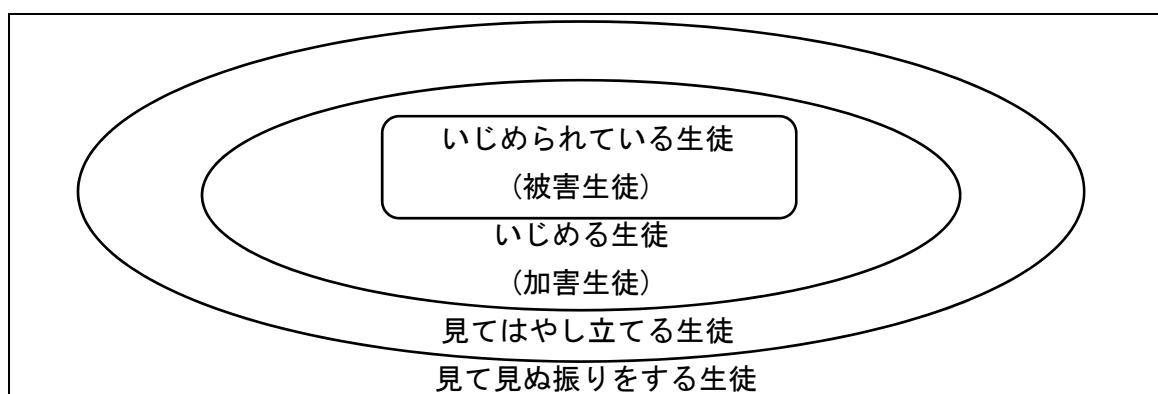 いじめられている生徒
（被害生徒）
いじめる生徒
（加害生徒）
見てはやし立てる生徒
見て見ぬ振りをする生徒